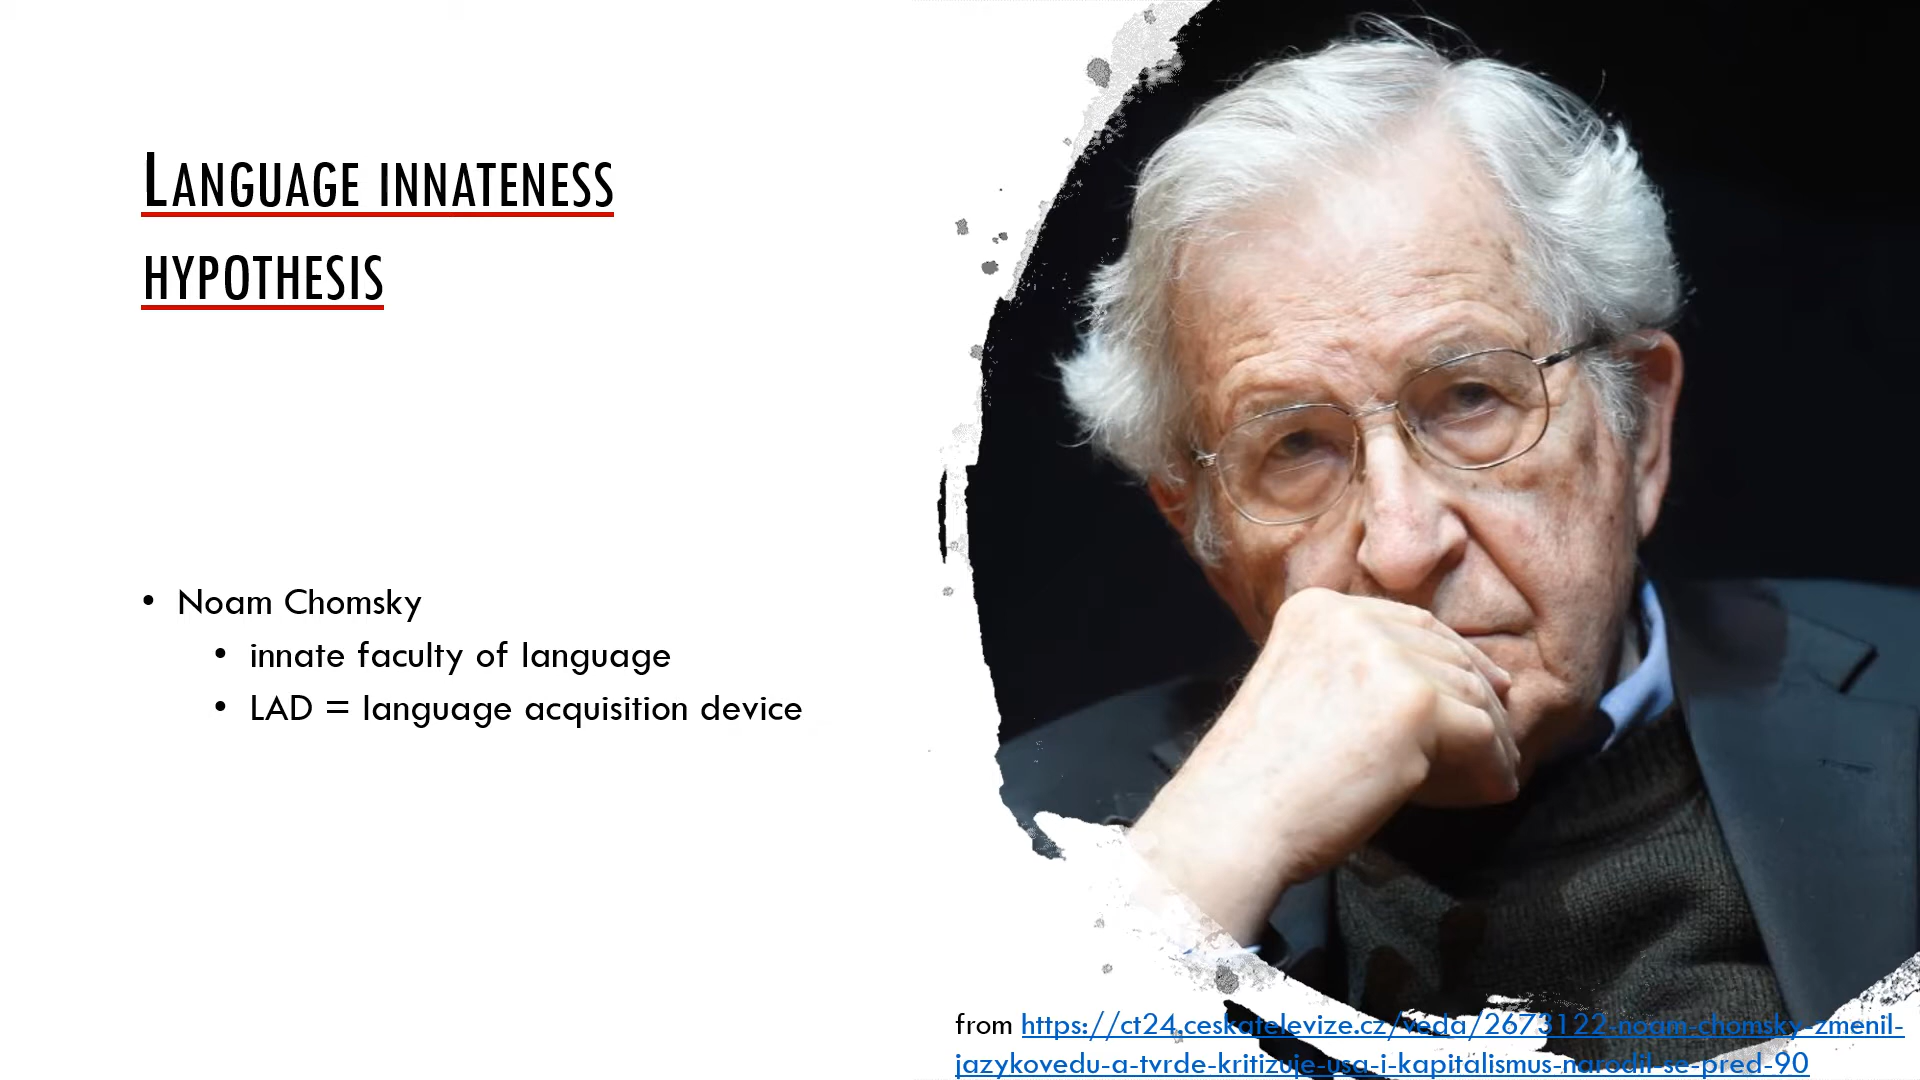 Language innateness
hypothesis
• Noam Chomsky
• innate faculty of language
• LAD = language acquisition device
from https://ct24.ceskatelevize.cz/veda/2673122-noam-chomsky-zmenil-
jazykovedu-a-tvrde-kritizuje-usa-i-kapitalismus-narodil-se-pred-90